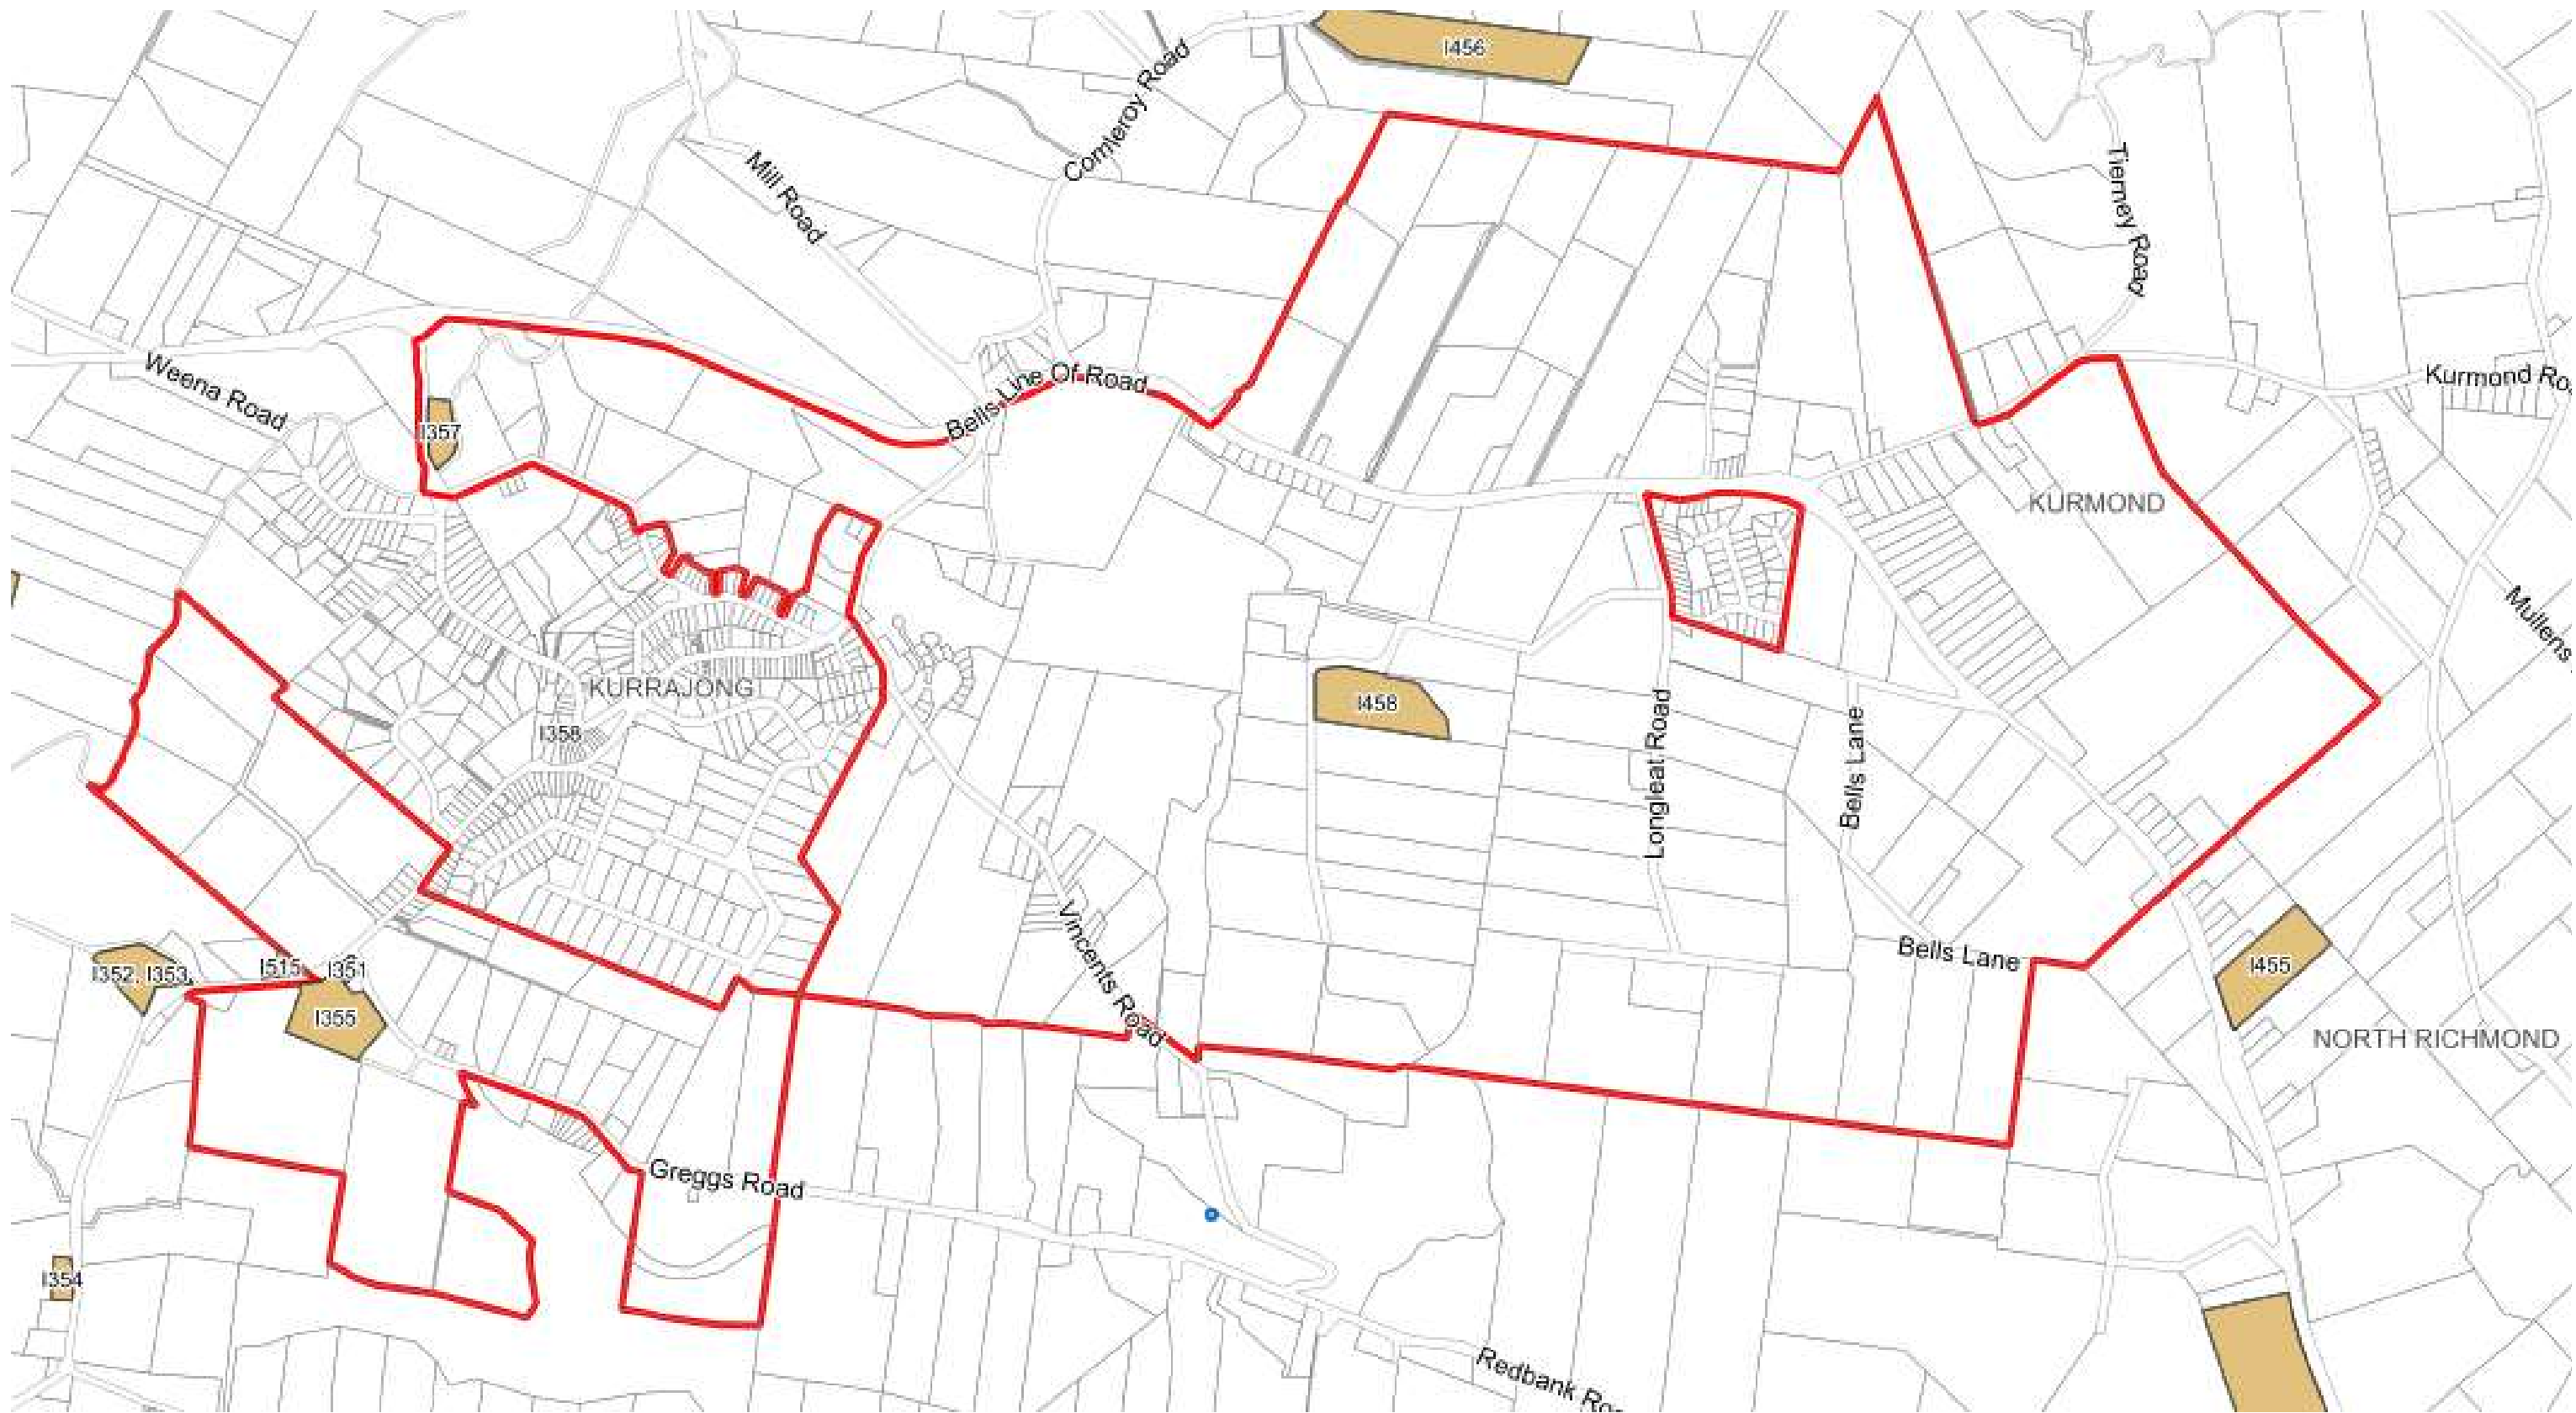 I456
Comleroy Road
Mill Road
Tierney Road
Weena Road
Bells Line Of Road
Kurmond Ro
I357
KURMOND
Mullens
KURRAJONG
I458
I358
Longleat Road
Bells Lane
Vincents Road
Bells Lane
I352, I353
I515
I351
I455
I355
NORTH RICHMOND
Greggs Road
I354
Redbank Roa